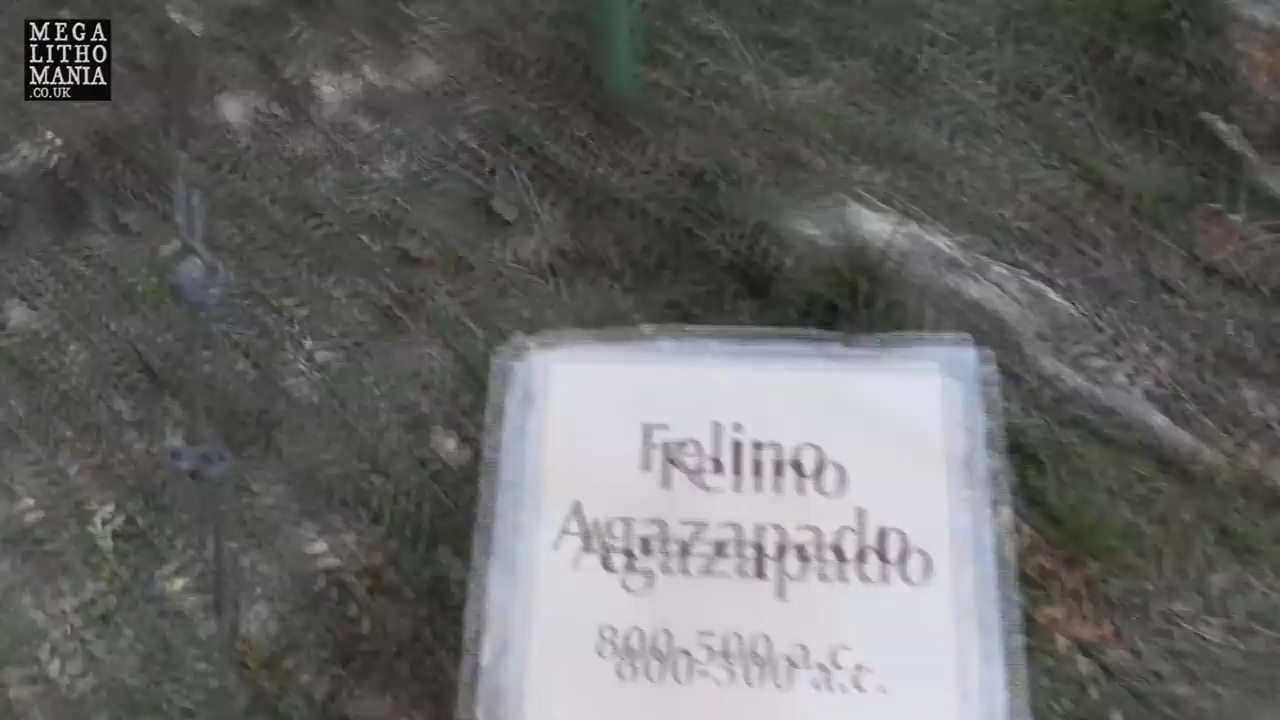 MEGA
LITHO
MANIA
.CO.UK
Felino
Agazapado
800-500 a.c.